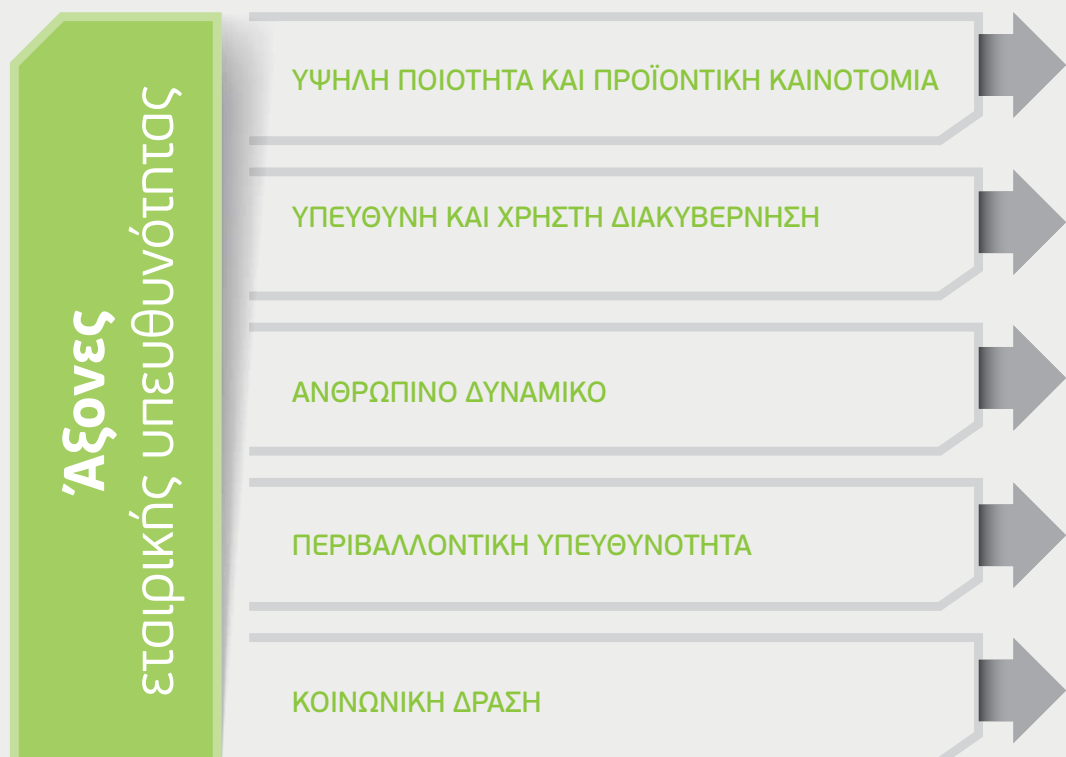 Άξονες
εταιρικής υπευθυνότητας
ΥΨΗΛΗ ΠΟΙΟΤΗΤΑ ΚΑΙ ΠΡΟΪΟΝΤΙΚΗ ΚΑΙΝΟΤΟΜΙΑ
ΥΠΕΥΘΥΝΗ ΚΑΙ ΧΡΗΣΤΗ ΔΙΑΚΥΒΕΡΝΗΣΗ
ΑΝΘΡΩΠΙΝΟ ΔΥΝΑΜΙΚΟ
ΠΕΡΙΒΑΛΛΟΝΤΙΚΗ ΥΠΕΥΘΥΝΟΤΗΤΑ
ΚΟΙΝΩΝΙΚΗ ΔΡΑΣΗ